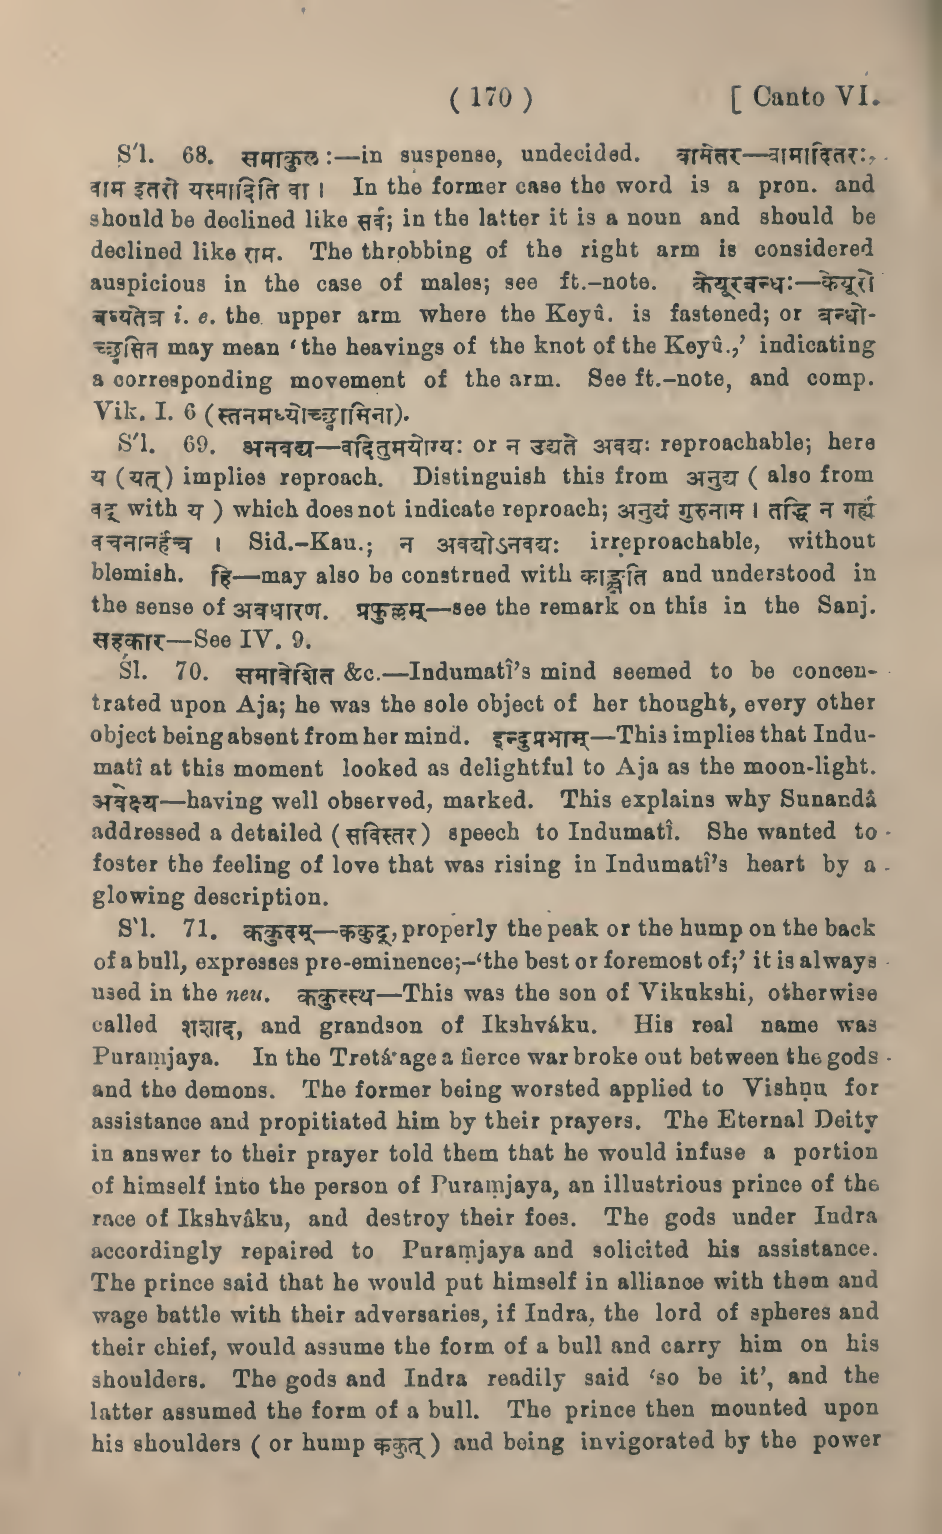 ( 170 ) [ Canto VI.
S'l. 68. समाकुल :—in suspense, undecided. वामेतर—वामादितरः,
वाम इतरो यस्मादिति वा । In the former case the word is a pron. and
should be declined like सर्व; in the latter it is a noun and should be
declined like राम. The throbbing of the right arm is considered
auspicious in the case of males; see ft.-note. केयूरबन्धः—केयूरो
बध्यतेत्र i. e. the upper arm where the Keyû. is fastened; or बन्धो-
च्छ्वसित may mean ‘the heavings of the knot of the Keyû.,’ indicating
a corresponding movement of the arm. See ft.-note, and comp.
Vik. I. 6 (स्तनमध्योच्छ्वासिना).
S'l. 69. अनवद्य—वदितुमयोग्यः or न उद्यते अवद्यः reproachable; here
य (यत्) implies reproach. Distinguish this from अनुद्य ( also from
वद् with य ) which does not indicate reproach; अनुद्यं गुरुनाम । तद्धि न गर्ह्यं
वचनानर्हंच । Sid.-Kau.; न अवद्योऽनवद्यः irreproachable, without
blemish. हि—may also be construed with काङ्क्षति and understood in
the sense of अवधारण. प्रफुल्लम्—see the remark on this in the Sanj.
सहकार—See IV. 9.
Śl. 70. समावेशित &c.—Indumatî's mind seemed to be concen-
trated upon Aja; he was the sole object of her thought, every other
object being absent from her mind. इन्दुप्रभाम्—This implies that Indu-
matî at this moment looked as delightful to Aja as the moon-light.
अवेक्ष्य—having well observed, marked. This explains why Sunandâ
addressed a detailed (सविस्तर) speech to Indumatî. She wanted to
foster the feeling of love that was rising in Indumatî's heart by a
glowing description.
S'l. 71. ककुदम्—ककुद्, properly the peak or the hump on the back
of a bull, expresses pre-eminence;—‘the best or foremost of;’ it is always
used in the neu. ककुत्स्थ—This was the son of Vikukshi, otherwise
called शशाद, and grandson of Ikshváku. His real name was
Puraṃjaya. In the Tretá age a fierce war broke out between the gods
and the demons. The former being worsted applied to Vishṇu for
assistance and propitiated him by their prayers. The Eternal Deity
in answer to their prayer told them that he would infuse a portion
of himself into the person of Puraṃjaya, an illustrious prince of the
race of Ikshvâku, and destroy their foes. The gods under Indra
accordingly repaired to Puraṃjaya and solicited his assistance.
The prince said that he would put himself in alliance with them and
wage battle with their adversaries, if Indra, the lord of spheres and
their chief, would assume the form of a bull and carry him on his
shoulders. The gods and Indra readily said ‘so be it’, and the
latter assumed the form of a bull. The prince then mounted upon
his shoulders ( or hump ककुत् ) and being invigorated by the power